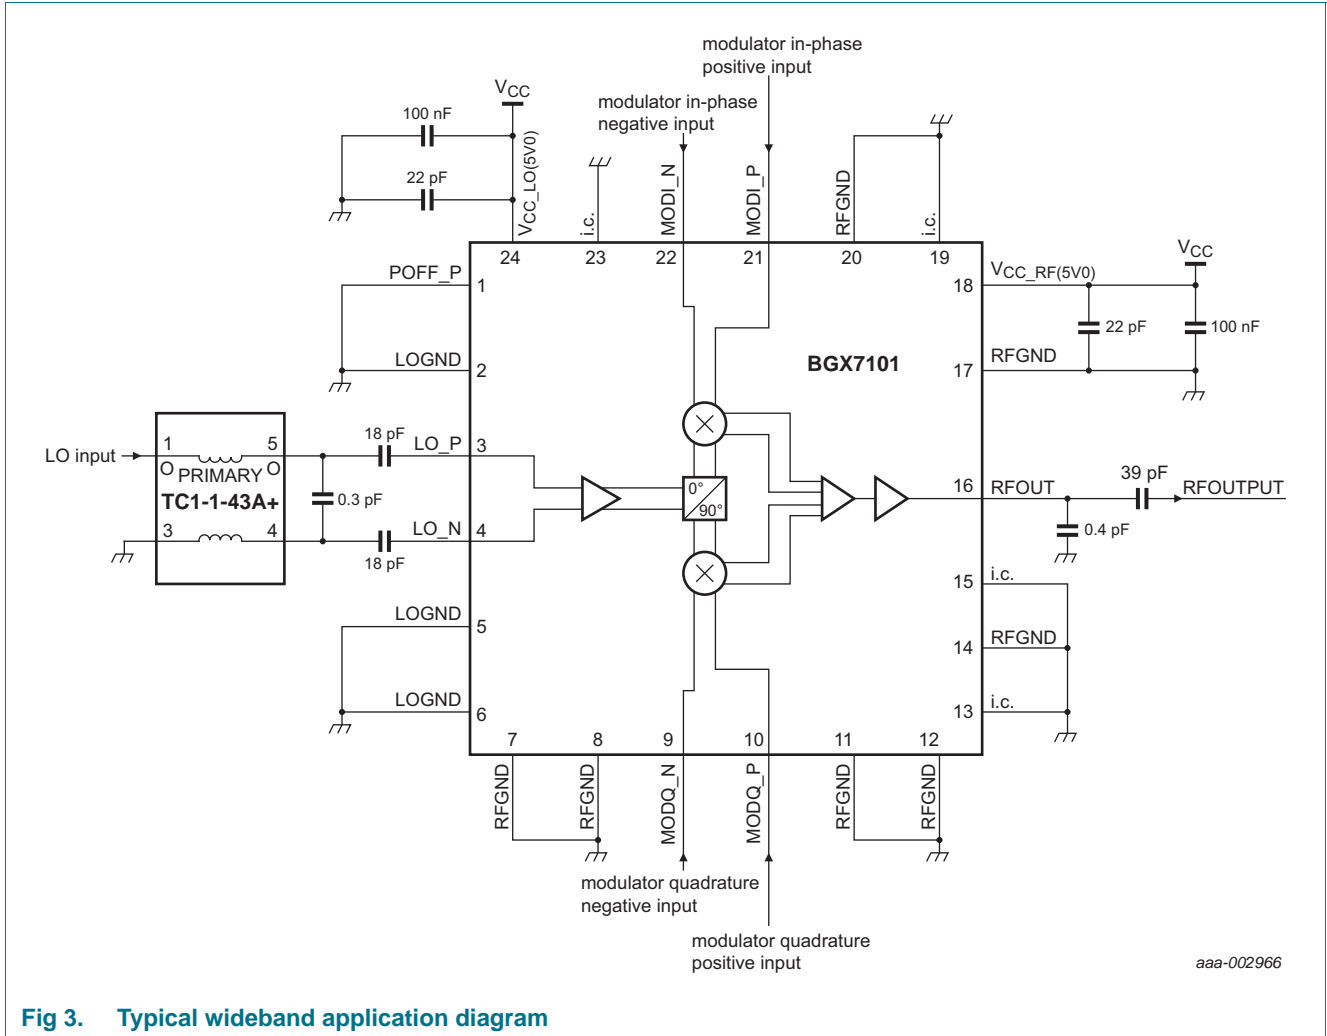 modulator in-phase
positive input
VCC
modulator in-phase
negative input
100 nF
22 pF
VCC_LO(5V0)
i.c.
MODI_N
MODI_P
RFGND
i.c.
24
23
22
21
20
19
POFF_P
1
LOGND
2
BGX7101
18
VCC_RF(5V0)
VCC
22 pF
100 nF
17
RFGND
LO input
1
5
O PRIMARY O
TC1-1-43A+
3
4
0.3 pF
18 pF
LO_P
3
LO_N
4
18 pF
0°
90°
16
RFOUT
39 pF
RFOUTPUT
0.4 pF
15
i.c.
14
RFGND
13
i.c.
LOGND
5
LOGND
6
7
8
9
10
11
12
RFGND
RFGND
MODQ_N
MODQ_P
RFGND
RFGND
modulator quadrature
negative input
modulator quadrature
positive input
aaa-002966
Fig 3. Typical wideband application diagram